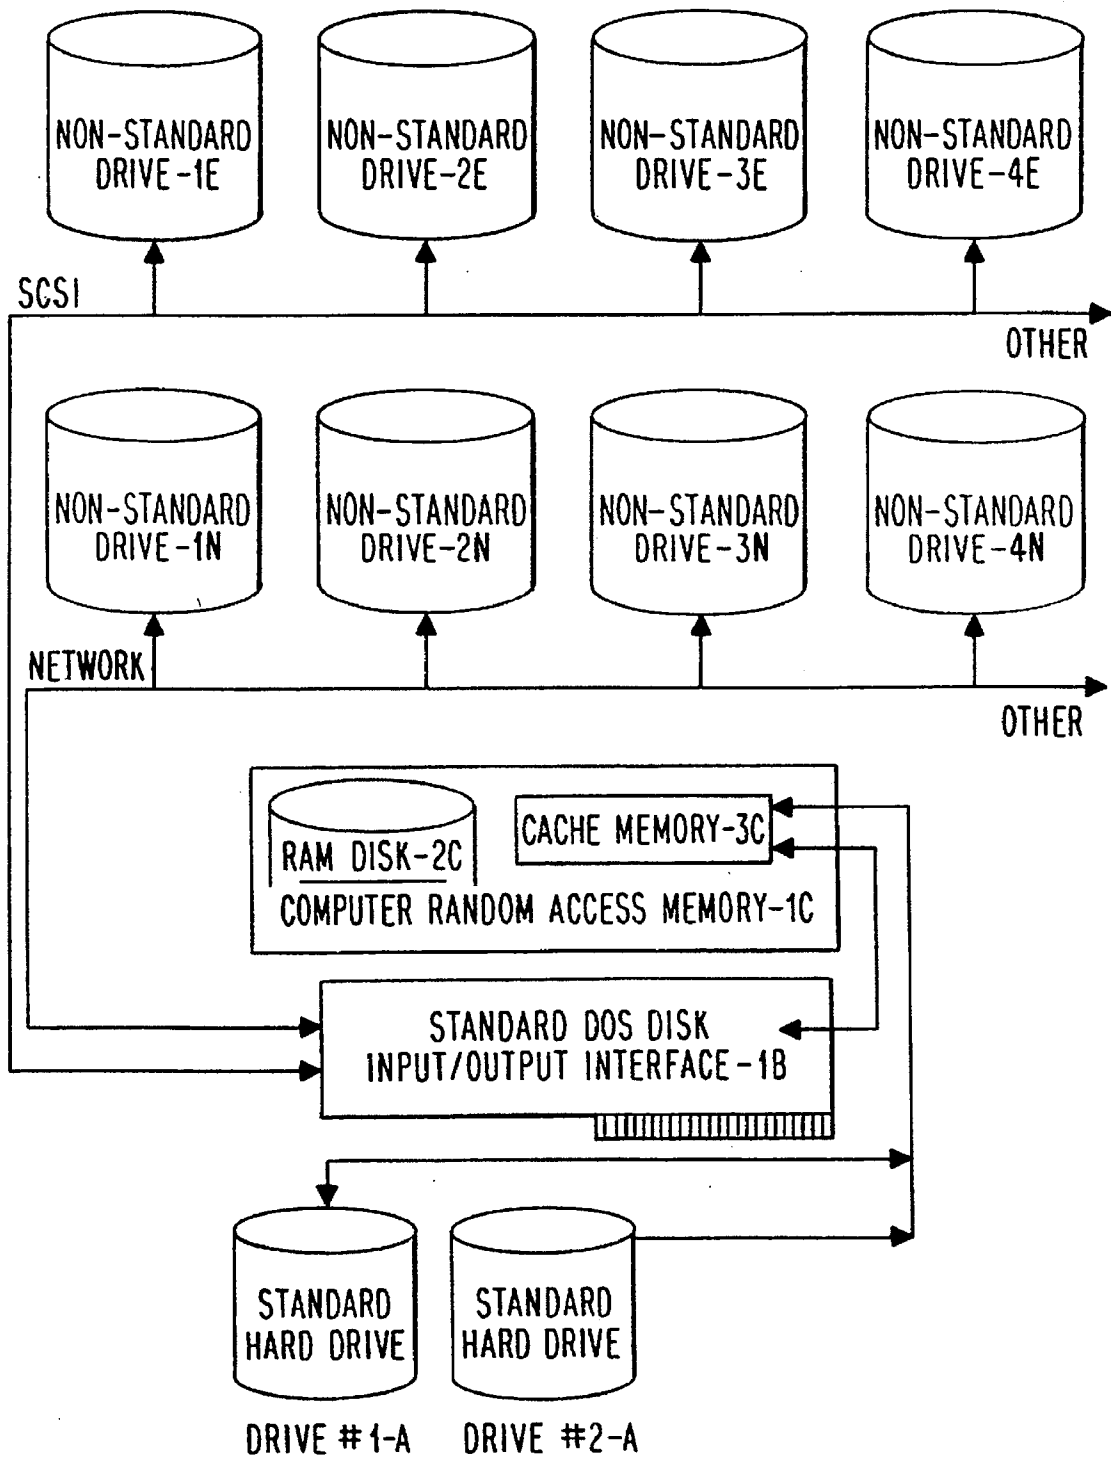 NON-STANDARD
DRIVE-1E
NON-STANDARD
DRIVE-2E
NON-STANDARD
DRIVE-3E
NON-STANDARD
DRIVE-4E
SCSI
OTHER
NON-STANDARD
DRIVE-1N
NON-STANDARD
DRIVE-2N
NON-STANDARD
DRIVE-3N
NON-STANDARD
DRIVE-4N
NETWORK
OTHER
RAM DISK-2C
CACHE MEMORY-3C
COMPUTER RANDOM ACCESS MEMORY-1C
STANDARD DOS DISK
INPUT/OUTPUT INTERFACE-1B
STANDARD
HARD DRIVE
STANDARD
HARD DRIVE
DRIVE #1-A
DRIVE #2-A